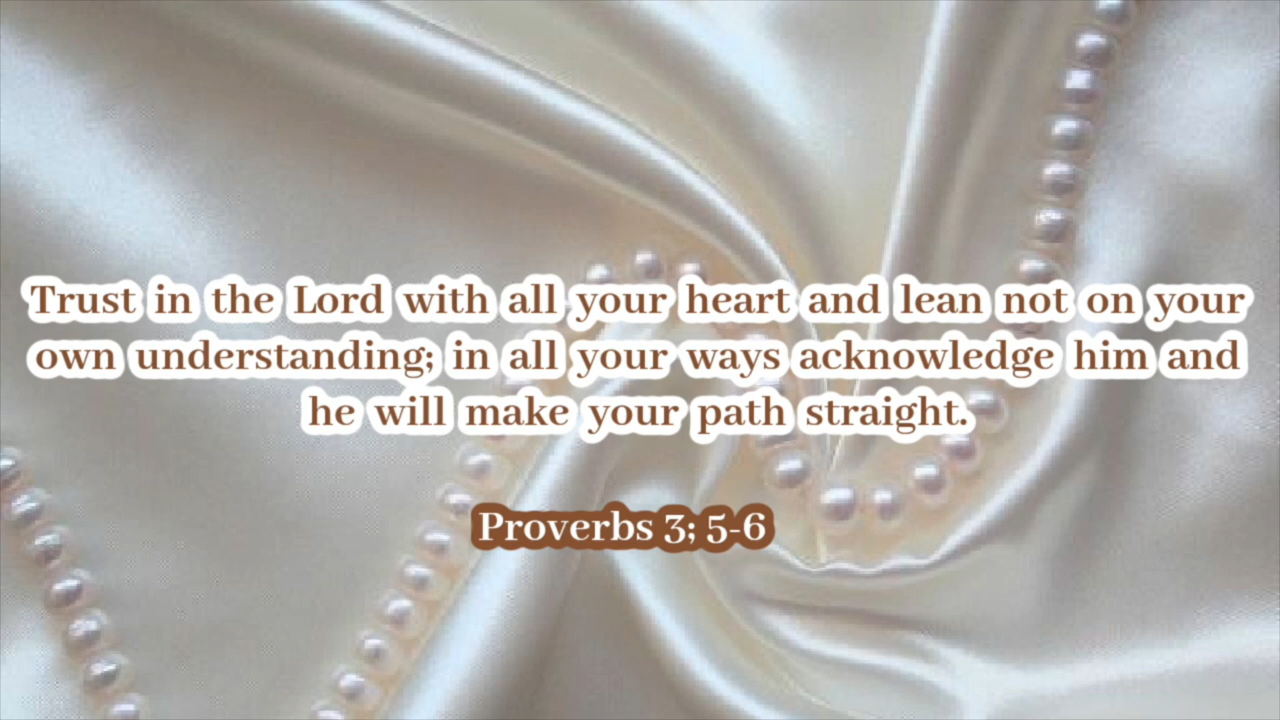 Trust in the Lord with all your heart and lean not on your
own understanding; in all your ways acknowledge him and
he will make your path straight.
Proverbs 3; 5-6